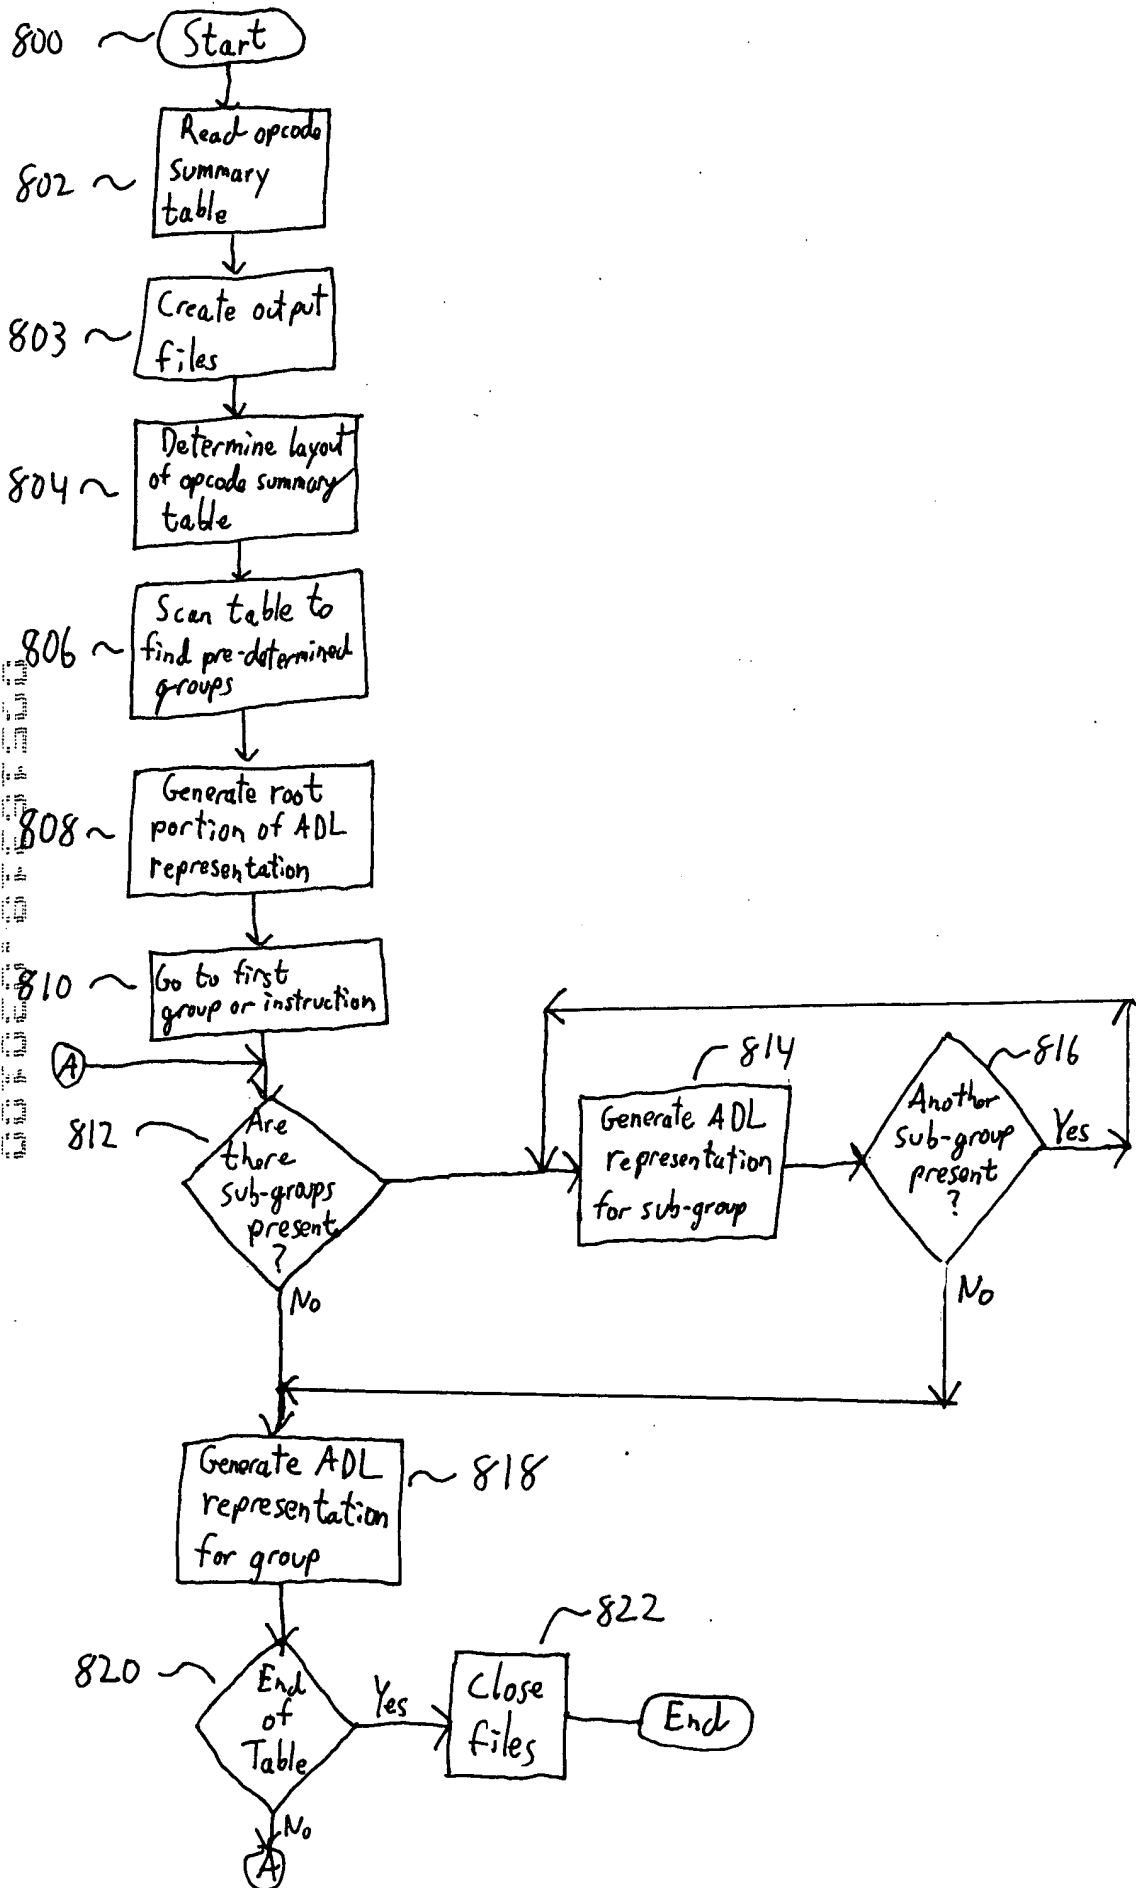 800
Start
802
Read opcode
summary
table
803
Create output
files
804
Determine layout
of opcode summary
table
806
Scan table to
find pre-determined
groups
808
Generate root
portion of ADL
representation
810
Go to first
group or instruction
A
812
Are
there
sub-groups
present
?
No
814
Generate ADL
representation
for sub-group
816
Another
sub-group
present
?
Yes
No
818
Generate ADL
representation
for group
820
End
of
Table
Yes
822
Close
files
End
No
A